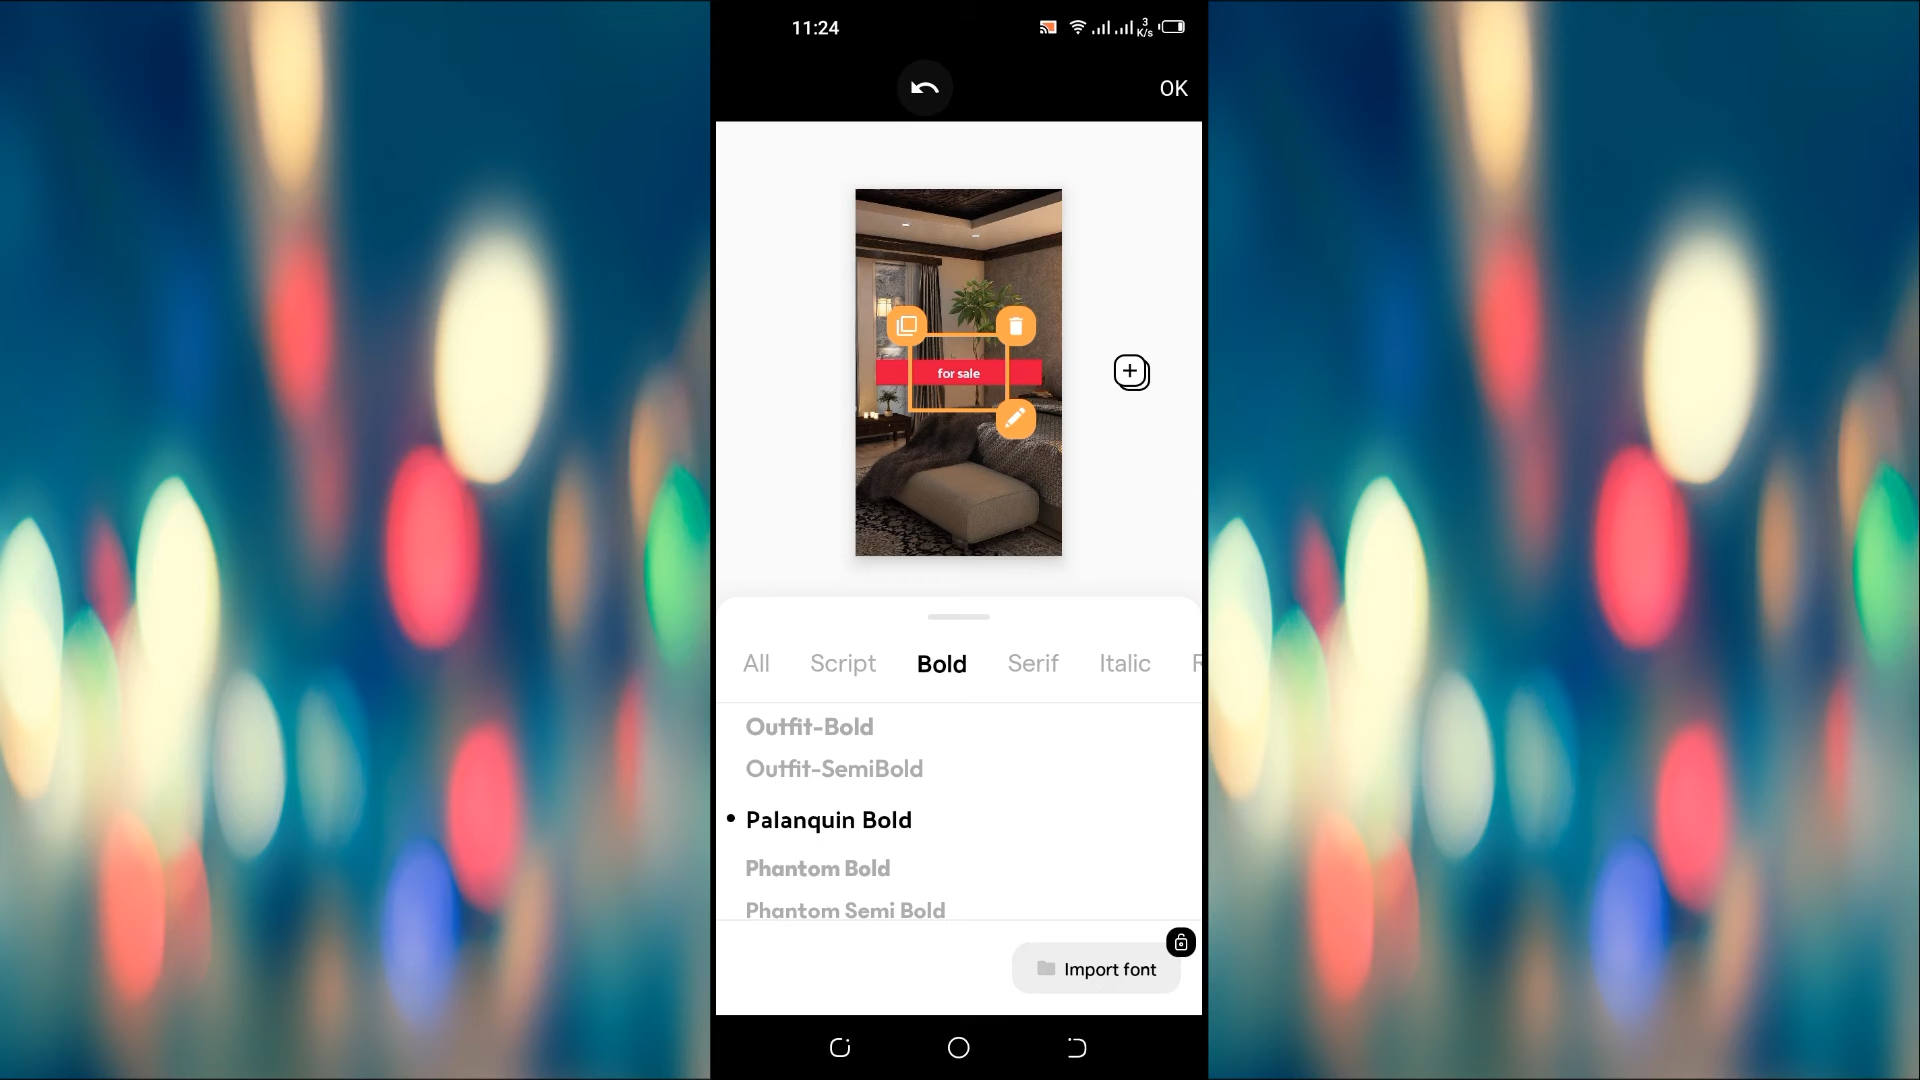 11:24
3
K/s
OK
for sale
All Script Bold Serif Italic
Outfit-Bold
Outfit-SemiBold
• Palanquin Bold
Phantom Bold
Phantom Semi Bold
Import font